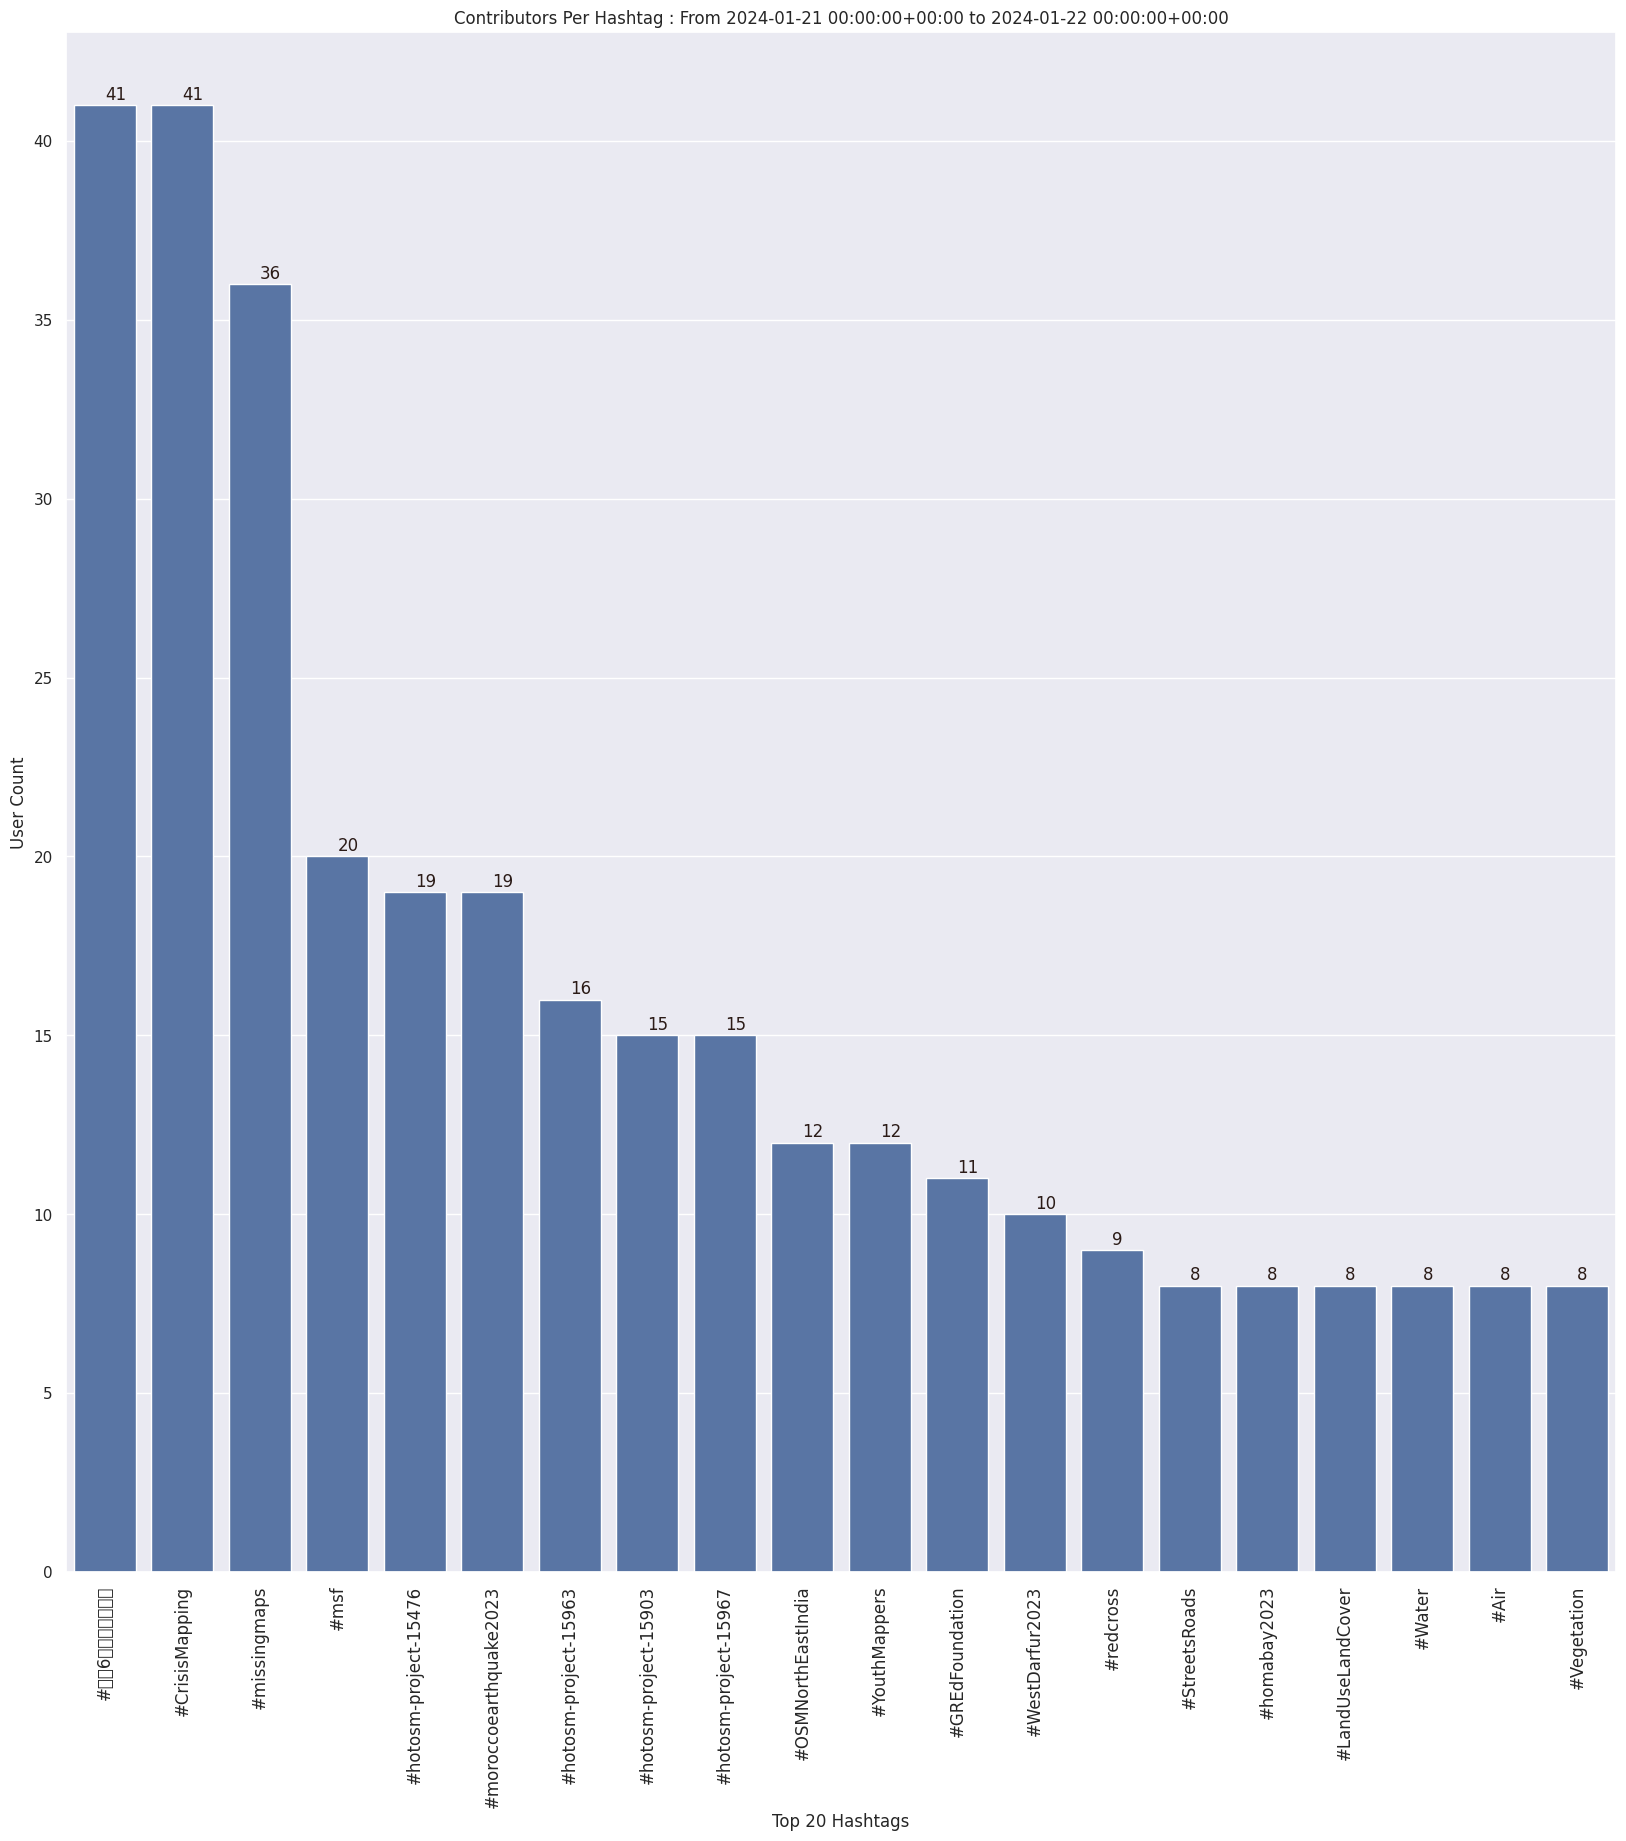 Contributors Per Hashtag : From 2024-01-21 00:00:00+00:00 to 2024-01-22 00:00:00+00:00
41
41
36
20
19
19
16
15
15
12
12
11
10
9
8
8
8
8
8
8
40
35
30
25
20
15
10
5
0
User Count
#CrisisMapping
#missingmaps
#msf
#hotosm-project-15476
#moroccoearthquake2023
#hotosm-project-15963
#hotosm-project-15903
#hotosm-project-15967
#OSMNorthEastIndia
#YouthMappers
#GREdFoundation
#WestDarfur2023
#redcross
#StreetsRoads
#homabay2023
#LandUseLandCover
#Water
#Air
#Vegetation
Top 20 Hashtags